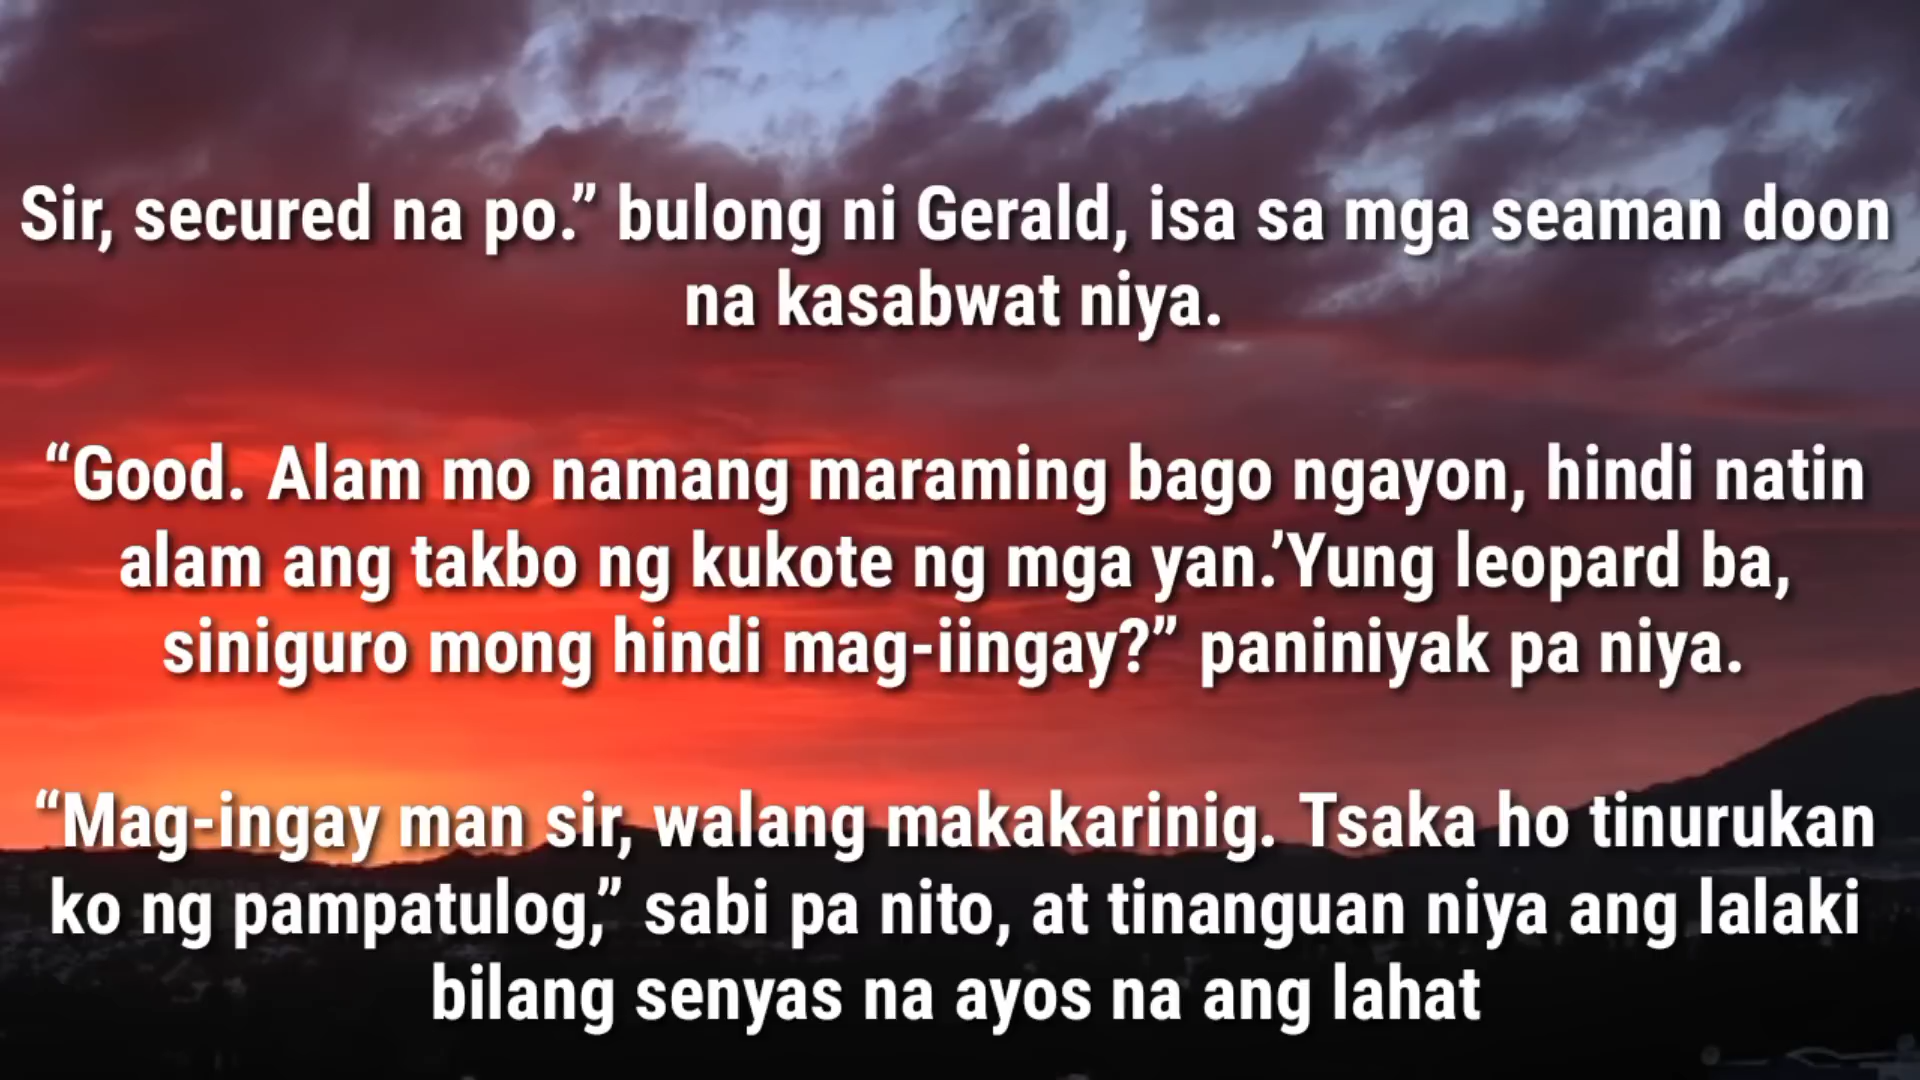 Sir, secured na po.” bulong ni Gerald, isa sa mga seaman doon
na kasabwat niya.
“Good. Alam mo namang maraming bago ngayon, hindi natin
alam ang takbo ng kukote ng mga yan.’Yung leopard ba,
siniguro mong hindi mag-iingay?” paniniyak pa niya.
“Mag-ingay man sir, walang makakarinig. Tsaka ho tinurukan
ko ng pampatulog,” sabi pa nito, at tinanguan niya ang lalaki
bilang senyas na ayos na ang lahat